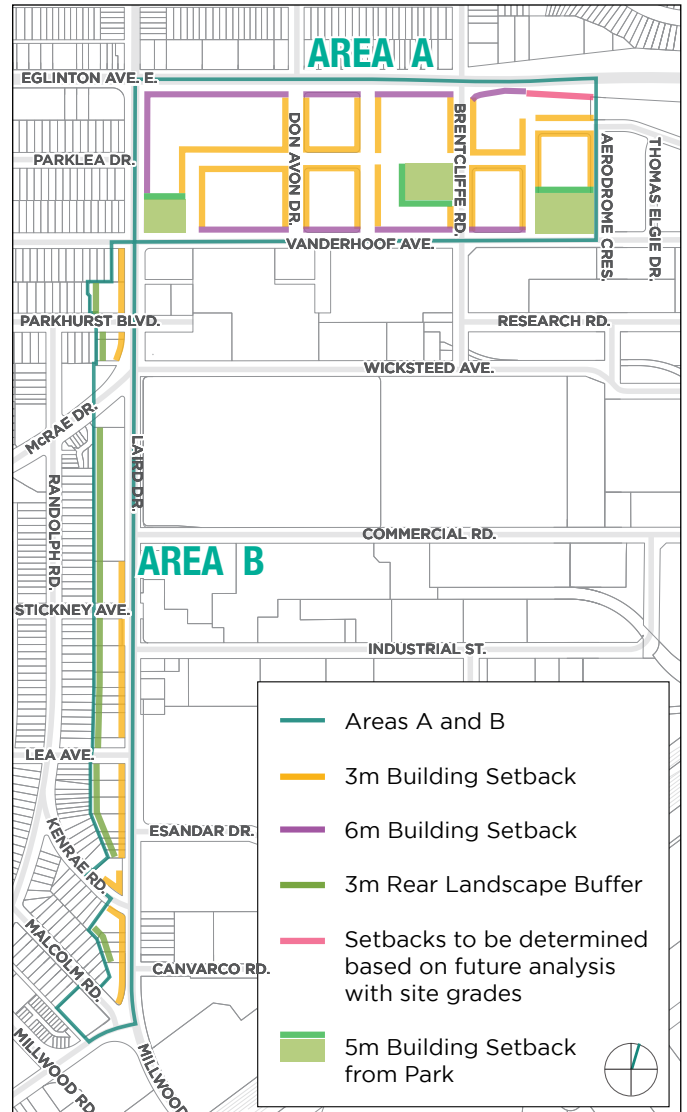 AREA A
EGLINTON AVE. E.
DON AVON DR.
BRENTCLIFFE RD.
AERODROME CRES.
THOMAS ELGIE DR.
PARKLEA DR.
VANDERHOOF AVE.
PARKHURST BLVD.
RESEARCH RD.
WICKSTEED AVE.
McRAE DR.
LAIRD DR.
RANDOLPH RD.
COMMERCIAL RD.
AREA B
STICKNEY AVE.
INDUSTRIAL ST.
LEA AVE.
ESANDAR DR.
KENRAE RD.
MALCOLM RD.
CANVARCO RD.
MILLWOOD RD.
MILLWOOD
Areas A and B
3m Building Setback
6m Building Setback
3m Rear Landscape Buffer
Setbacks to be determined
based on future analysis
with site grades
5m Building Setback
from Park